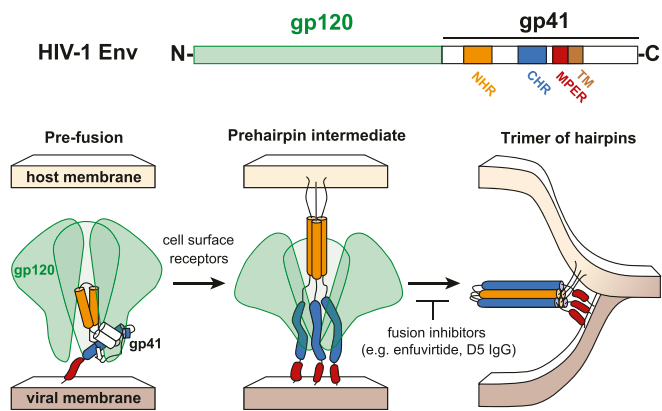 gp120
gp41
HIV-1 Env
N-
-C
NHR
CHR
MPER
TM
Pre-fusion
Prehairpin intermediate
Trimer of hairpins
host membrane
gp120
gp41
viral membrane
cell surface
receptors
fusion inhibitors
(e.g. enfuvirtide, D5 IgG)